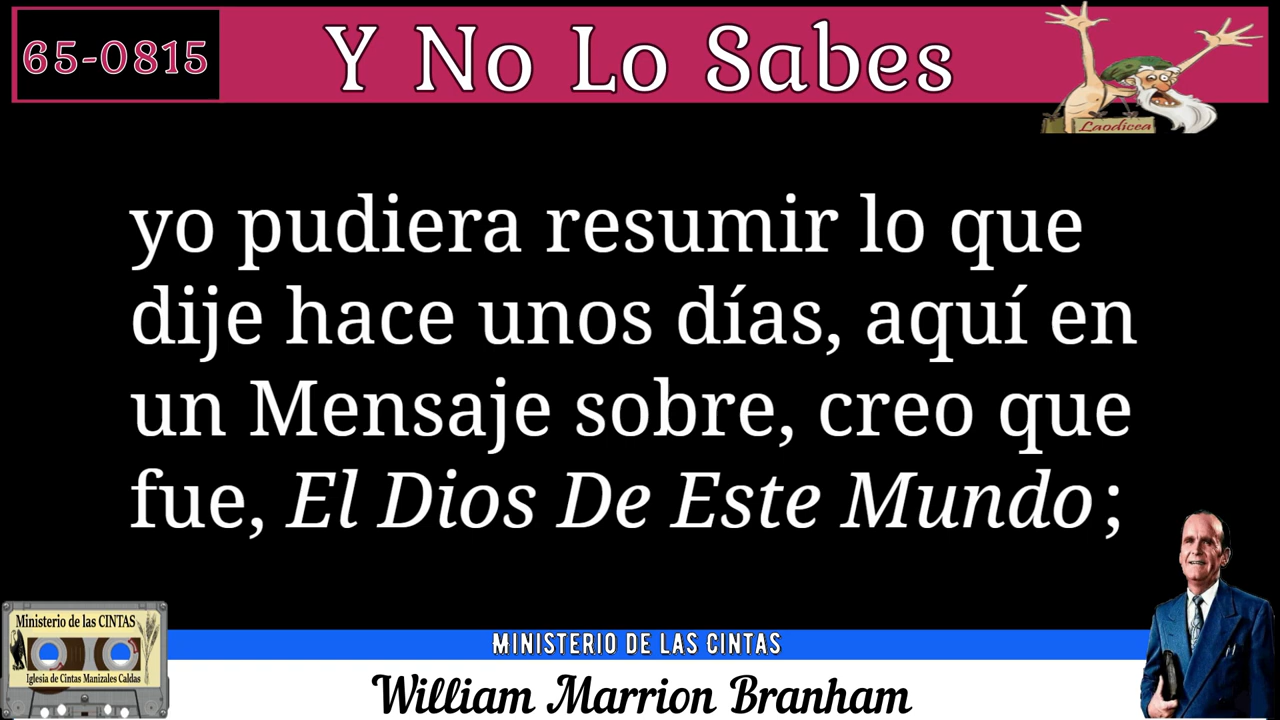 65-0815
Y No Lo Sabes
Laodicea
yo pudiera resumir lo que
dije hace unos días, aquí en
un Mensaje sobre, creo que
fue, El Dios De Este Mundo;
Ministerio de las CINTAS
Iglesia de Cintas Manizales Caldas
MINISTERIO DE LAS CINTAS
William Marrion Branham